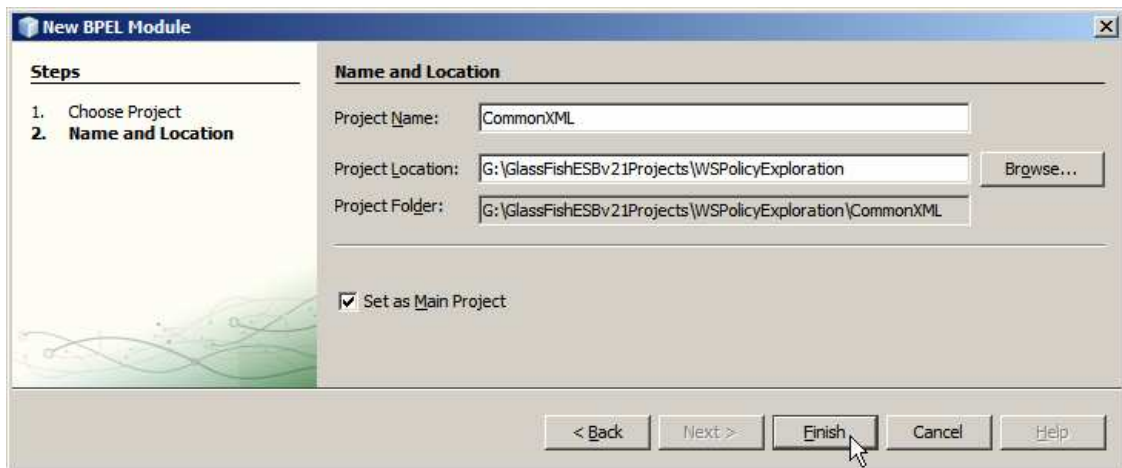 New BPEL Module
Steps
1. Choose Project
2. Name and Location
Name and Location
Project Name: CommonXML
Project Location: G:\GlassFishESBv21Projects\WSPolicyExploration Browse...
Project Folder: G:\GlassFishESBv21Projects\WSPolicyExploration\CommonXML
Set as Main Project
< Back Next > Finish Cancel Help